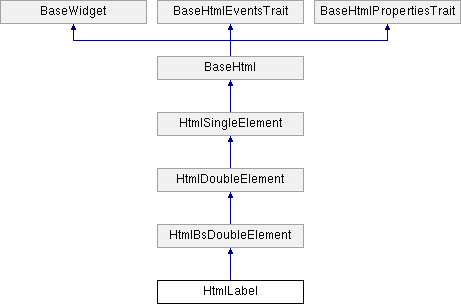 BaseWidget
BaseHtmlEventsTrait
BaseHtmlPropertiesTrait
BaseHtml
HtmlSingleElement
HtmlDoubleElement
HtmlBsDoubleElement
HtmlLabel